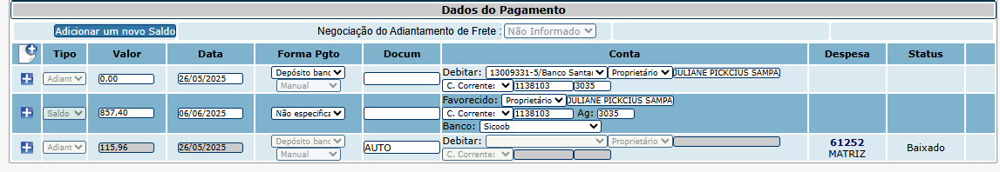 Dados do Pagamento
Adicionar um novo Saldo Negociação do Adiantamento de Frete : Não Informado
Tipo Valor Data Forma Pgto Docum Conta Despesa Status
Adiant 0,00 26/05/2025 Depósito banc Manual Debitar: 13009331-5/Banco Santa Proprietário JULIANE PICKCIUS SAMPA
C. Corrente: 1138103 3035
Saldo 857,40 06/06/2025 Não especifica Favorecido: Proprietário JULIANE PICKCIUS SAMPA
C. Corrente: 1138103 Ag: 3035
Banco: Sicoob
Adiant 115,96 26/05/2025 Depósito banc Manual AUTO Debitar: Proprietário
C. Corrente:
61252
MATRIZ
Baixado